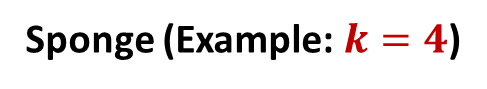 Sponge (Example: k = 4)